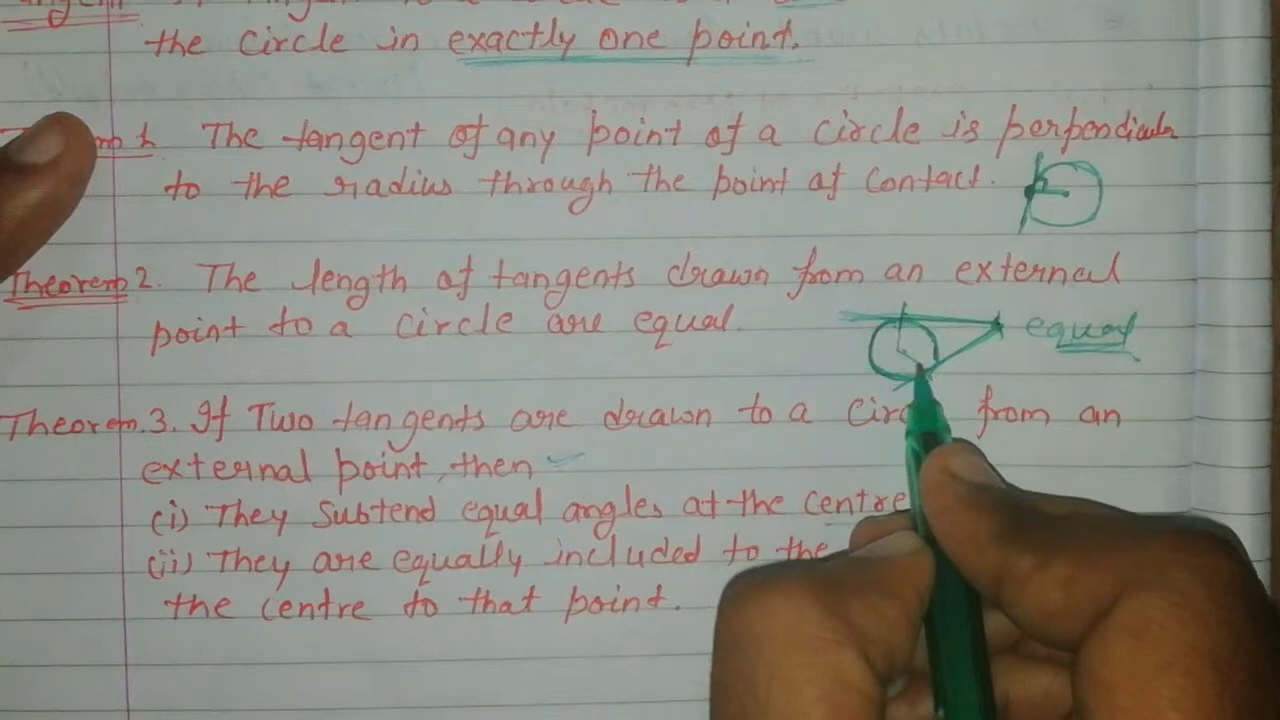 the circle in exactly one point.
The tangent of any point of a circle is perpendicular
to the radius through the point of contact.
Theorem 2. The length of tangents drawn from an external
point to a circle are equal.
equal
Theorem.3. If Two tangents are drawn to a from an
external point, then
(i) They Subtend equal angles at the centre
(ii) They are equally included to the
the centre to that point.